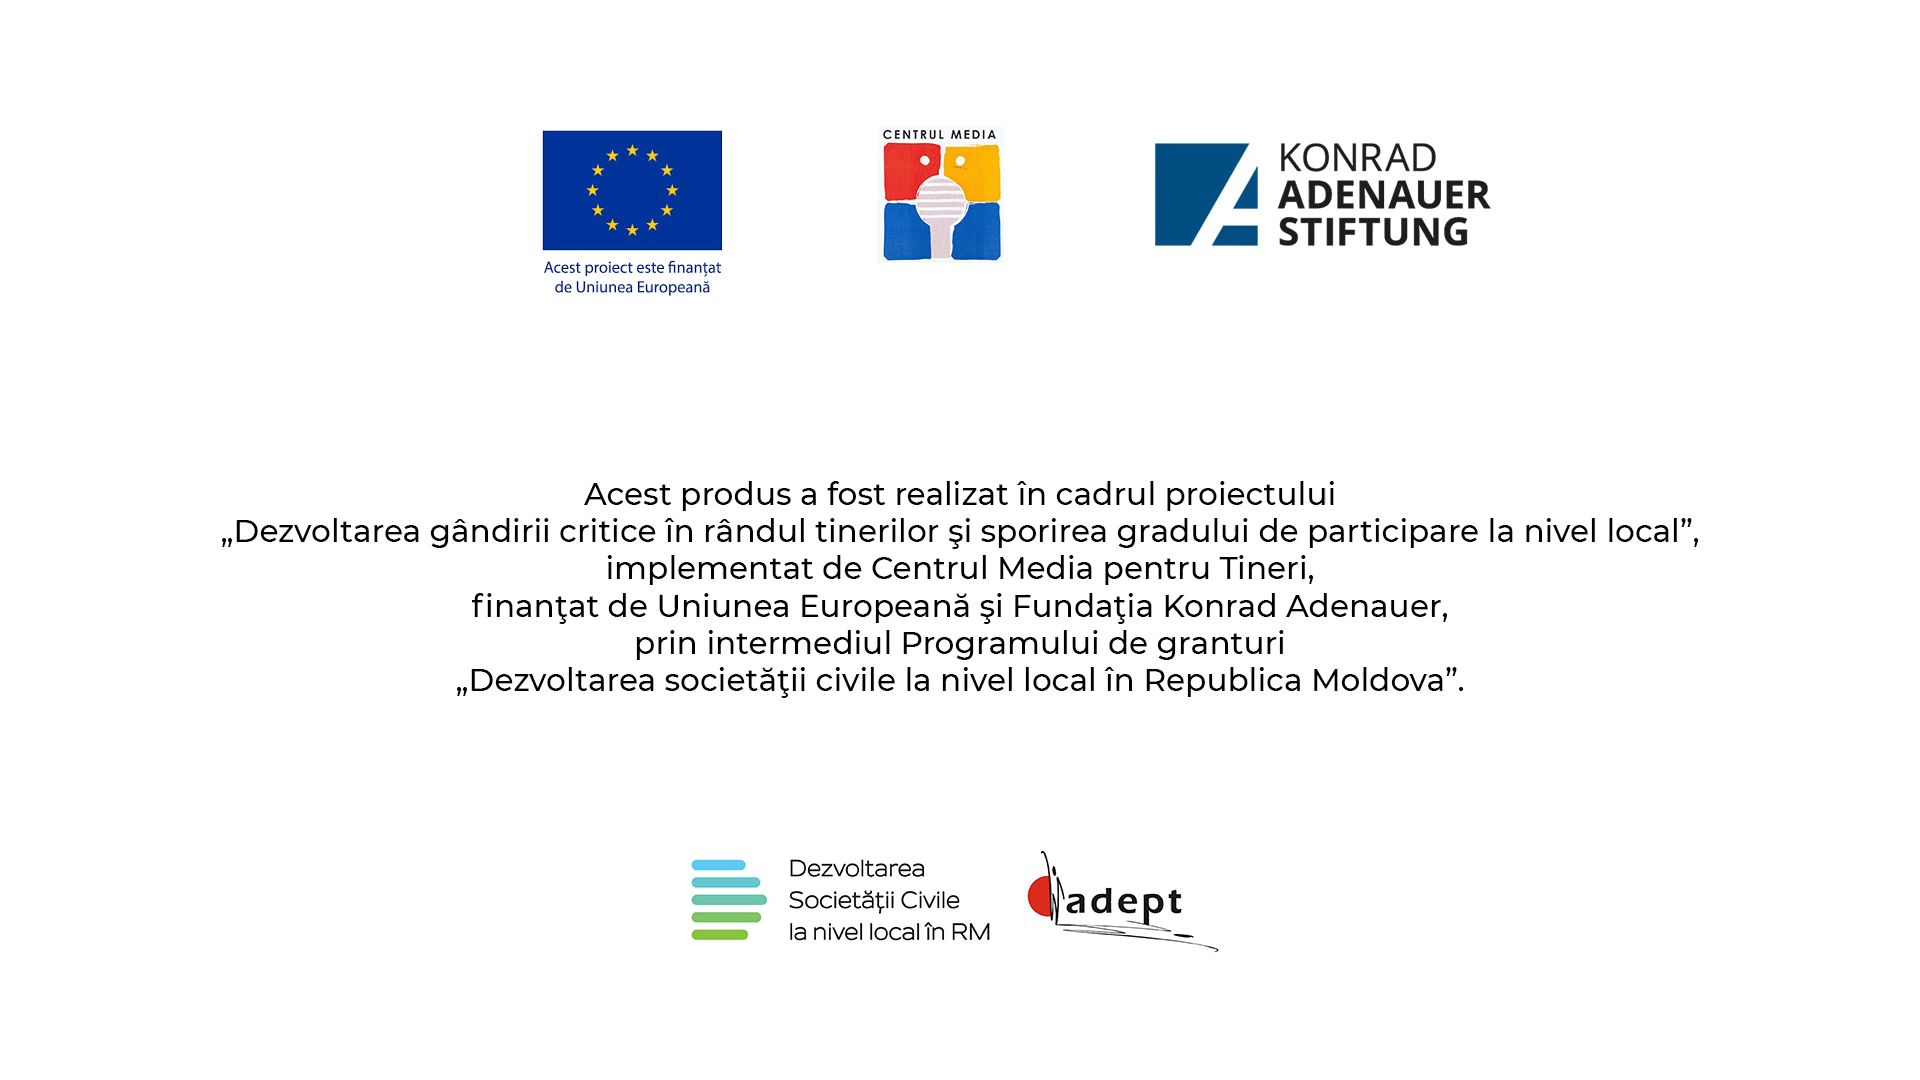 CENTRUL MEDIA
KONRAD
ADENAUER
STIFTUNG
Acest proiect este finanțat
de Uniunea Europeană
Acest produs a fost realizat în cadrul proiectului
„Dezvoltarea gândirii critice în rândul tinerilor şi sporirea gradului de participare la nivel local”,
implementat de Centrul Media pentru Tineri,
finanţat de Uniunea Europeană şi Fundaţia Konrad Adenauer,
prin intermediul Programului de granturi
„Dezvoltarea societăţii civile la nivel local în Republica Moldova”.
Dezvoltarea
Societății Civile
la nivel local în RM
adept